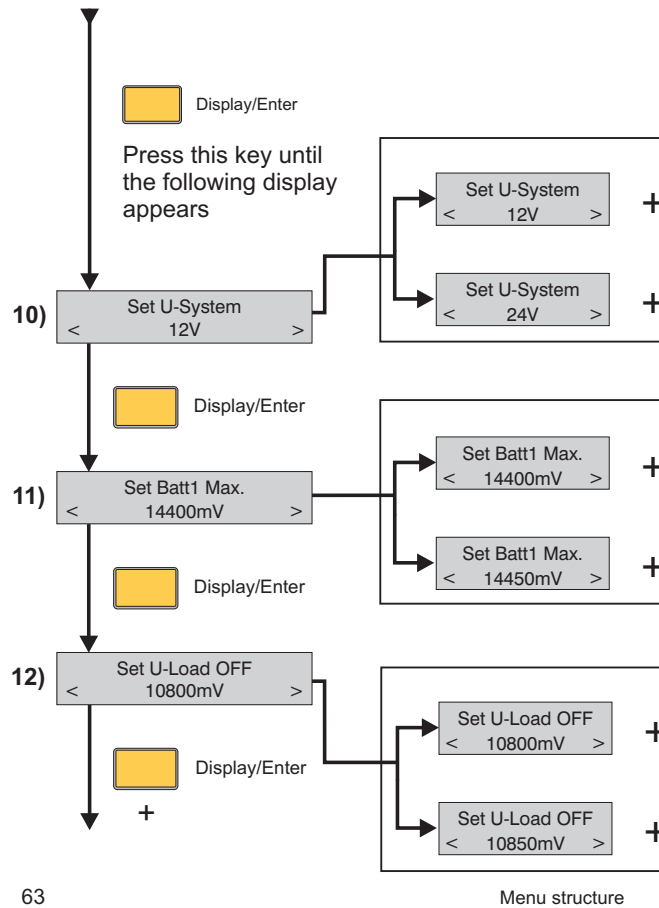 Display/Enter
Press this key until
the following display
appears
Set U-System
< 12V >
+
Set U-System
< 24V >
+
10)
Set U-System
< 12V >
Display/Enter
Set Batt1 Max.
< 14400mV >
+
11)
Set Batt1 Max.
< 14400mV >
Set Batt1 Max.
< 14450mV >
+
Display/Enter
12)
Set U-Load OFF
< 10800mV >
Set U-Load OFF
< 10800mV >
+
Display/Enter
+
Set U-Load OFF
< 10850mV >
+
63
Menu structure